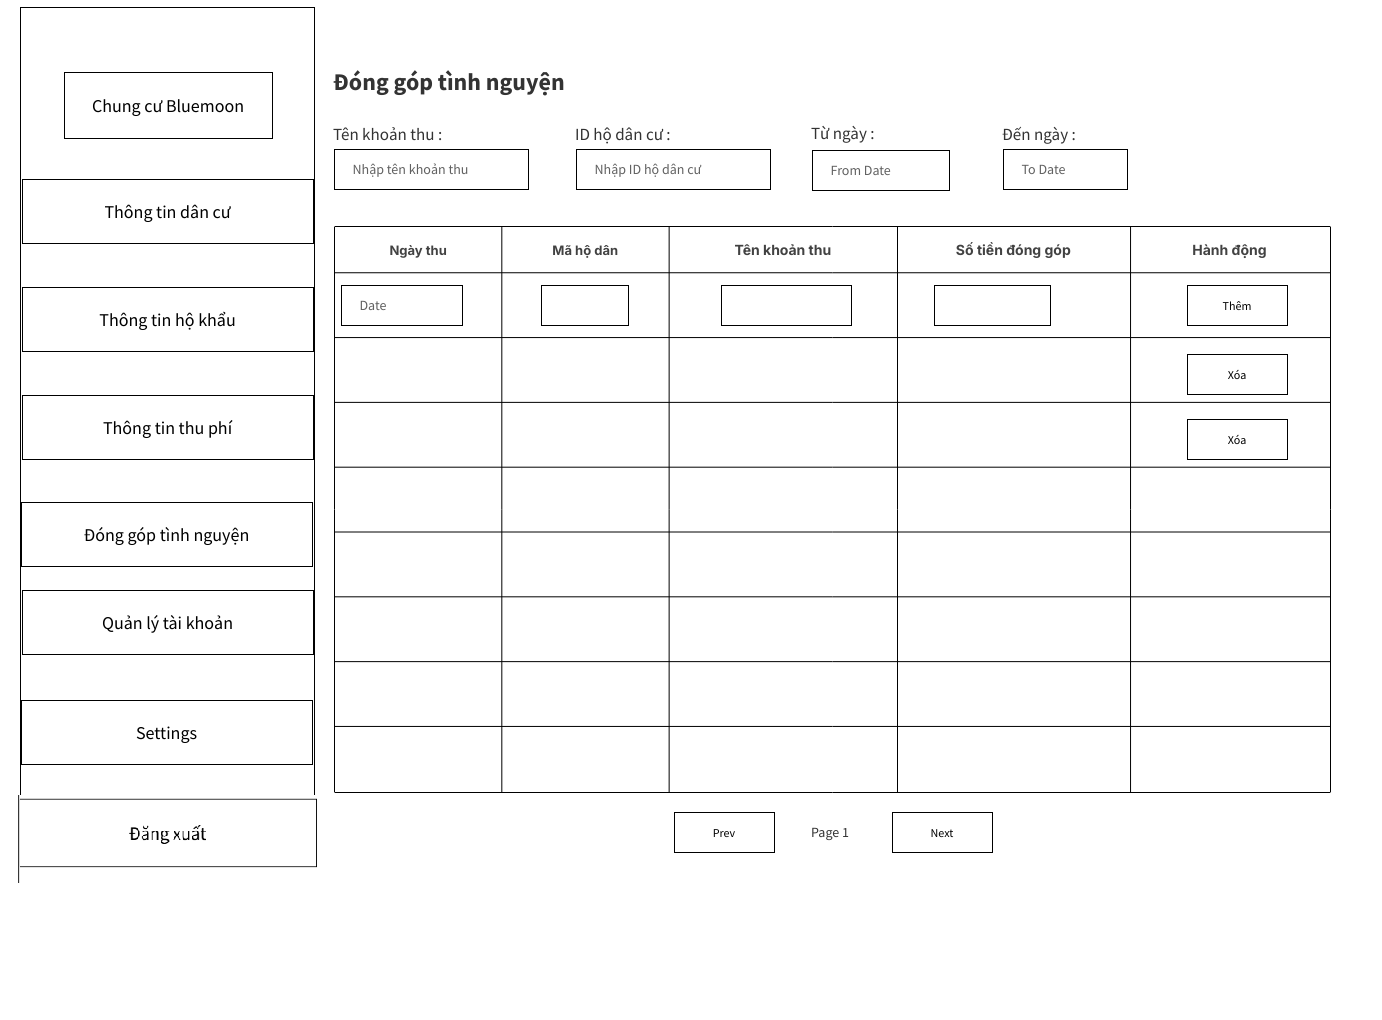 Chung cư Bluemoon
Thông tin dân cư
Thông tin hộ khẩu
Thông tin thu phí
Đóng góp tình nguyện
Quản lý tài khoản
Settings
Đăng xuất
Đóng góp tình nguyện
Tên khoản thu : ID hộ dân cư : Từ ngày : Đến ngày :
Nhập tên khoản thu Nhập ID hộ dân cư From Date To Date
Ngày thu Mã hộ dân Tên khoản thu Số tiền đóng góp Hành động
Date Thêm
Xóa
Xóa
Prev Page 1 Next